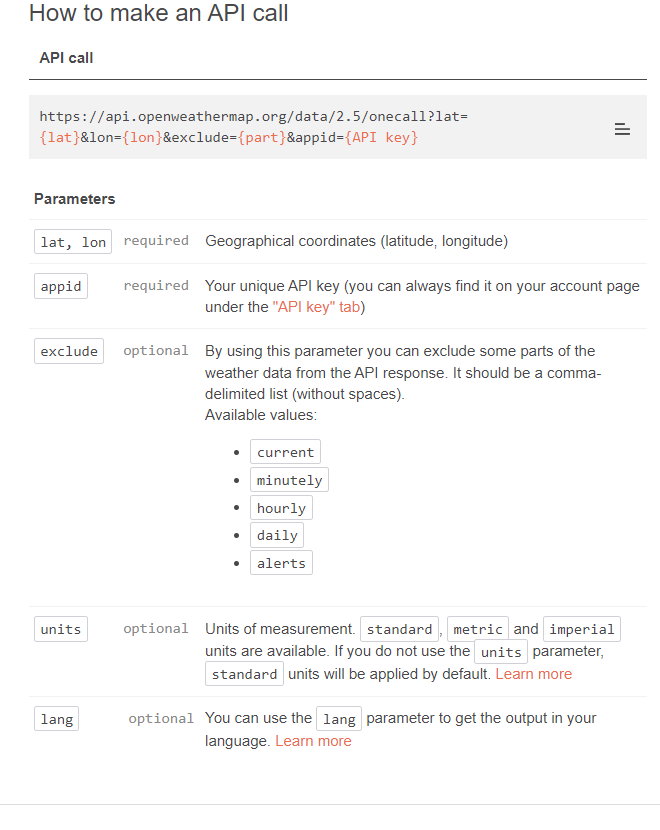 How to make an API call
API call
https://api.openweathermap.org/data/2.5/onecall?lat=
{lat}&lon={lon}&exclude={part}&appid={API key}
Parameters
lat, lon required Geographical coordinates (latitude, longitude)
appid required Your unique API key (you can always find it on your account page
under the "API key" tab)
exclude optional By using this parameter you can exclude some parts of the
weather data from the API response. It should be a comma-
delimited list (without spaces).
Available values:
• current
• minutely
• hourly
• daily
• alerts
units optional Units of measurement. standard, metric and imperial
units are available. If you do not use the units parameter,
standard units will be applied by default. Learn more
lang optional You can use the lang parameter to get the output in your
language. Learn more